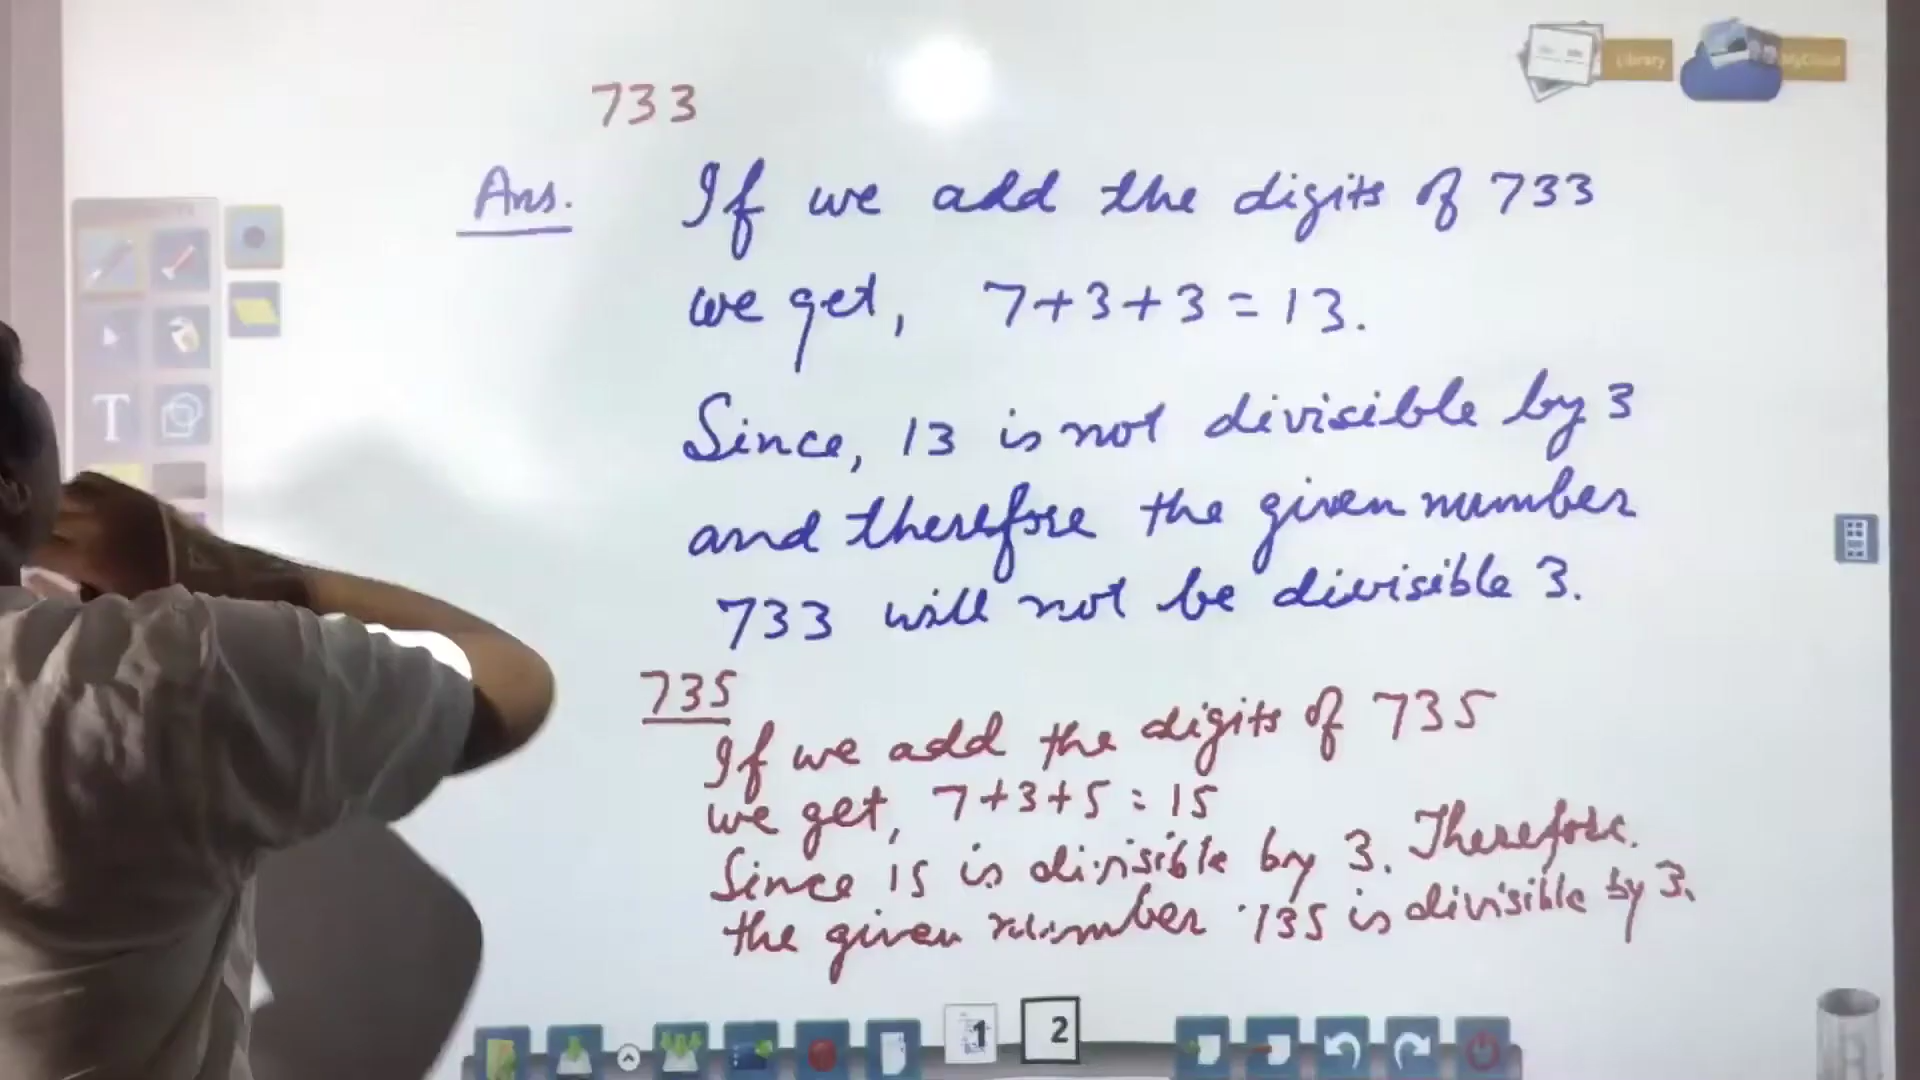 Library
MyCloud
733
Ans. If we add the digits of 733
we get, 7+3+3 = 13.
Since, 13 is not divisible by 3
and therefore the given number
733 will not be divisible 3.
735
If we add the digits of 735
we get, 7+3+5 = 15
Since 15 is divisible by 3. Therefore.
the given number 735 is divisible by 3.
T
1
2